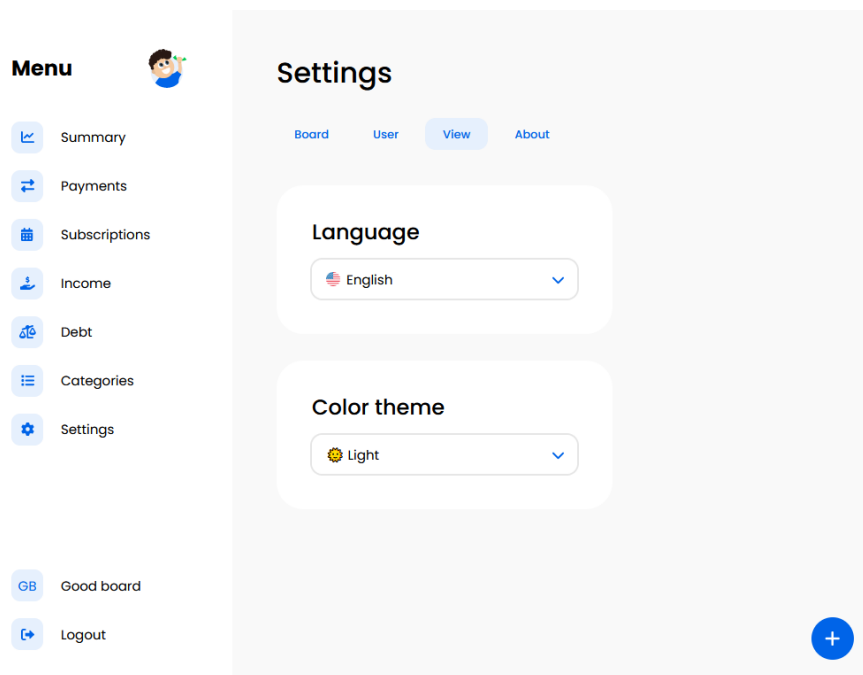 Menu
Summary
Payments
Subscriptions
Income
Debt
Categories
Settings
GB Good board
Logout
Settings
Board User View About
Language
English
Color theme
Light